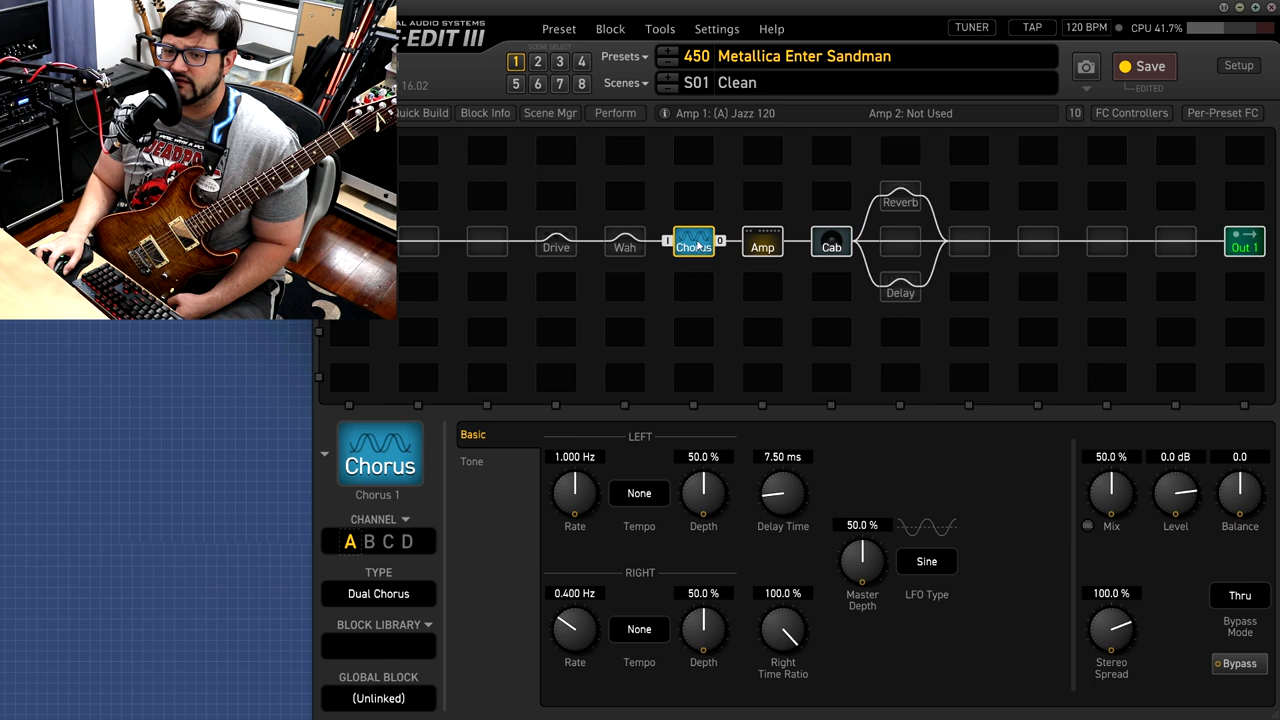 AL AUDIO SYSTEMS
-EDIT III
16.02
Preset Block Tools Settings Help
TUNER TAP 120 BPM CPU 41.7%
SCENE SELECT
1 2 3 4
5 6 7 8
Presets 450 Metallica Enter Sandman
Scenes S01 Clean
Save
EDITED
Setup
uick Build Block Info Scene Mgr Perform Amp 1: (A) Jazz 120 Amp 2: Not Used 10 FC Controllers Per-Preset FC
DEADPO
Reverb
Drive Wah I Chorus O Amp Cab Out 1
Delay
Chorus
Chorus 1
CHANNEL
A B C D
TYPE
Dual Chorus
BLOCK LIBRARY
GLOBAL BLOCK
(Unlinked)
Basic
Tone
LEFT
1.000 Hz 50.0 % 7.50 ms
None
Rate Tempo Depth Delay Time
50.0 %
Sine
Master Depth LFO Type
RIGHT
0.400 Hz 50.0 % 100.0 %
None
Rate Tempo Depth Right Time Ratio
50.0 % 0.0 dB 0.0
Mix Level Balance
100.0 %
Stereo Spread
Thru
Bypass Mode
Bypass